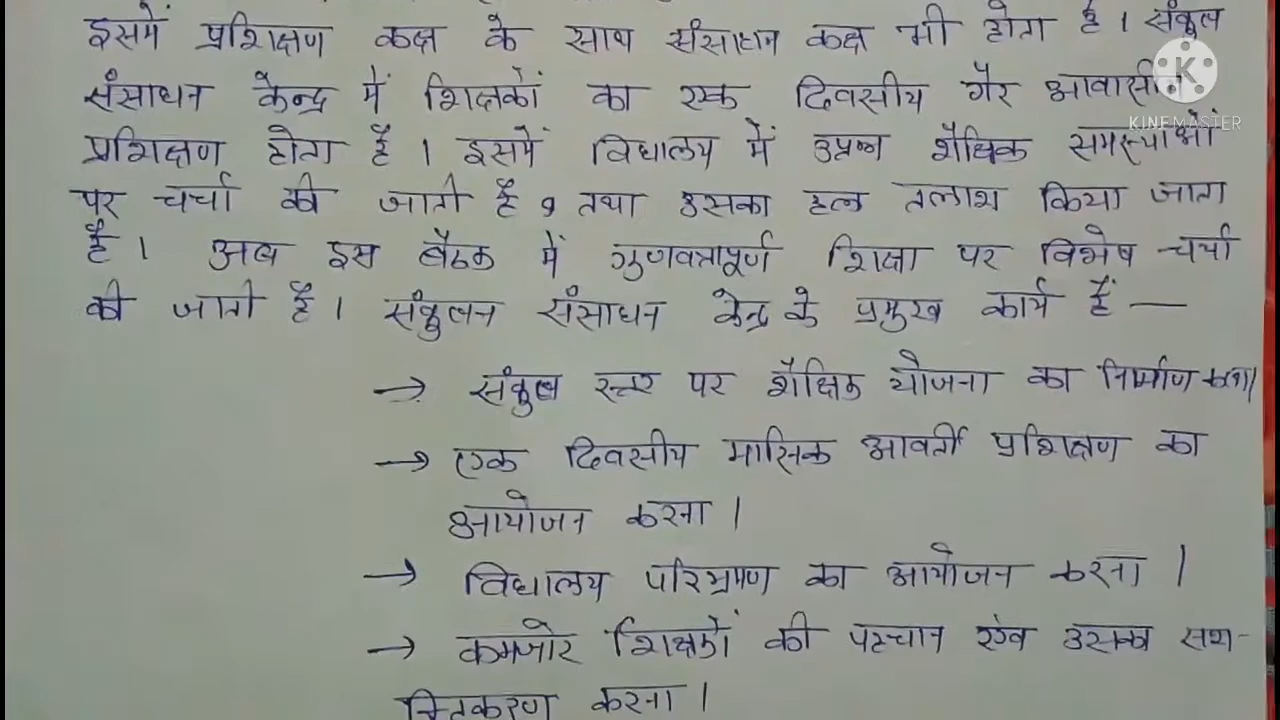 इसमें प्रशिक्षण कक्ष के साथ संसाधन कक्ष भी होता है । संकुल
संसाधन केन्द्र में शिक्षकों का एक दिवसीय गैर आवासीय
KINEMASTER
प्रशिक्षण होता है । इसमें विधालय में उत्पन्न शैक्षिक समस्याओं
पर चर्चा की जाती है, तथा उसका हल तलाश किया जाता
है । अब इस बैठक में गुणवत्तापूर्ण शिक्षा पर विशेष चर्चा
की जाती है । संकुलन संसाधन केन्द्र के प्रमुख कार्य हैं —
→ संकुल स्तर पर शैक्षिक योजना का निर्माण करना।
→ एक दिवसीय मासिक आवर्ती प्रशिक्षण का
आयोजन करना ।
→ विधालय परिभ्रमण का आयोजन करना ।
→ कमजोर शिक्षकों की पहचान एंव उसका सश-
क्तिकरण करना ।